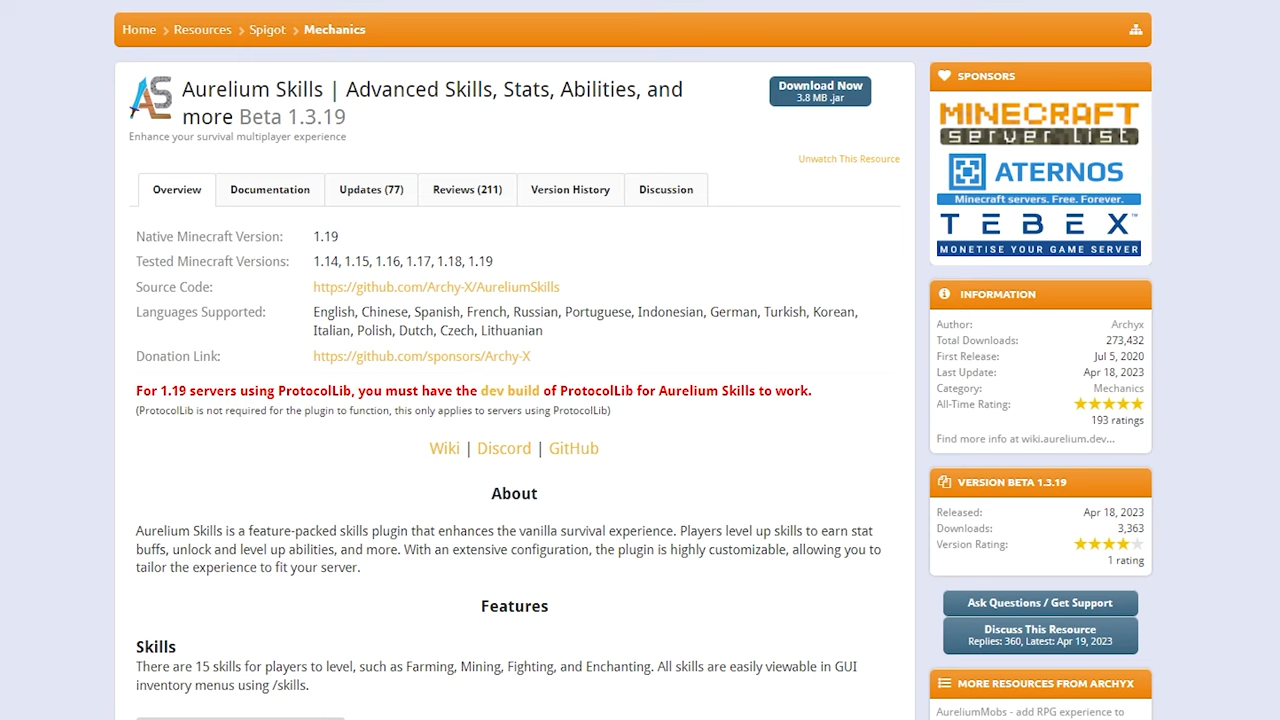 Home > Resources > Spigot > Mechanics
AS
Aurelium Skills | Advanced Skills, Stats, Abilities, and
more Beta 1.3.19
Enhance your survival multiplayer experience
Download Now
3.8 MB .jar
Unwatch This Resource
Overview
Documentation
Updates (77)
Reviews (211)
Version History
Discussion
Native Minecraft Version: 1.19
Tested Minecraft Versions: 1.14, 1.15, 1.16, 1.17, 1.18, 1.19
Source Code: https://github.com/Archy-X/AureliumSkills
Languages Supported: English, Chinese, Spanish, French, Russian, Portuguese, Indonesian, German, Turkish, Korean,
Italian, Polish, Dutch, Czech, Lithuanian
Donation Link: https://github.com/sponsors/Archy-X
For 1.19 servers using ProtocolLib, you must have the dev build of ProtocolLib for Aurelium Skills to work.
(ProtocolLib is not required for the plugin to function, this only applies to servers using ProtocolLib)
Wiki | Discord | GitHub
About
Aurelium Skills is a feature-packed skills plugin that enhances the vanilla survival experience. Players level up skills to earn stat
buffs, unlock and level up abilities, and more. With an extensive configuration, the plugin is highly customizable, allowing you to
tailor the experience to fit your server.
Features
Skills
There are 15 skills for players to level, such as Farming, Mining, Fighting, and Enchanting. All skills are easily viewable in GUI
inventory menus using /skills.
SPONSORS
MINECRAFT
server list
ATERNOS
Minecraft servers. Free. Forever.
TEBEX™
MONETISE YOUR GAME SERVER
INFORMATION
Author: Archyx
Total Downloads: 273,432
First Release: Jul 5, 2020
Last Update: Apr 18, 2023
Category: Mechanics
All-Time Rating:
193 ratings
Find more info at wiki.aurelium.dev...
VERSION BETA 1.3.19
Released: Apr 18, 2023
Downloads: 3,363
Version Rating:
1 rating
Ask Questions / Get Support
Discuss This Resource
Replies: 360, Latest: Apr 19, 2023
MORE RESOURCES FROM ARCHYX
AureliumMobs - add RPG experience to